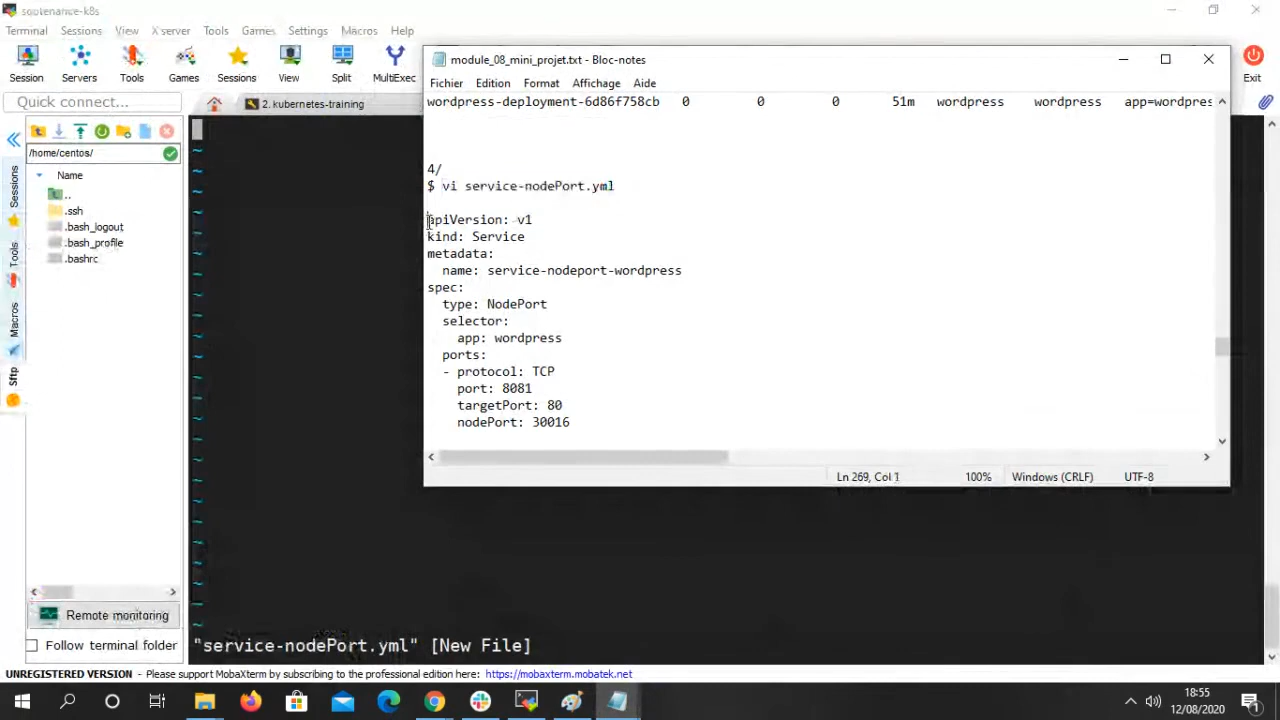 soptenance-k8s
Terminal Sessions View X server Tools Games Settings Macros Help
Session Servers Tools Games Sessions View Split MultiExec
Exit
Quick connect...
2. kubernetes-training
/home/centos/
Name
..
.ssh
.bash_logout
.bash_profile
.bashrc
Sessions
Tools
Macros
Sftp
Remote monitoring
Follow terminal folder
"service-nodePort.yml" [New File]
module_08_mini_projet.txt - Bloc-notes
Fichier Edition Format Affichage Aide
wordpress-deployment-6d86f758cb 0 0 0 51m wordpress wordpress app=wordpres
4/
$ vi service-nodePort.yml
apiVersion: v1
kind: Service
metadata:
  name: service-nodeport-wordpress
spec:
  type: NodePort
  selector:
    app: wordpress
  ports:
  - protocol: TCP
    port: 8081
    targetPort: 80
    nodePort: 30016
Ln 269, Col 1 100% Windows (CRLF) UTF-8
UNREGISTERED VERSION - Please support MobaXterm by subscribing to the professional edition here: https://mobaxterm.mobatek.net
18:55
12/08/2020
1